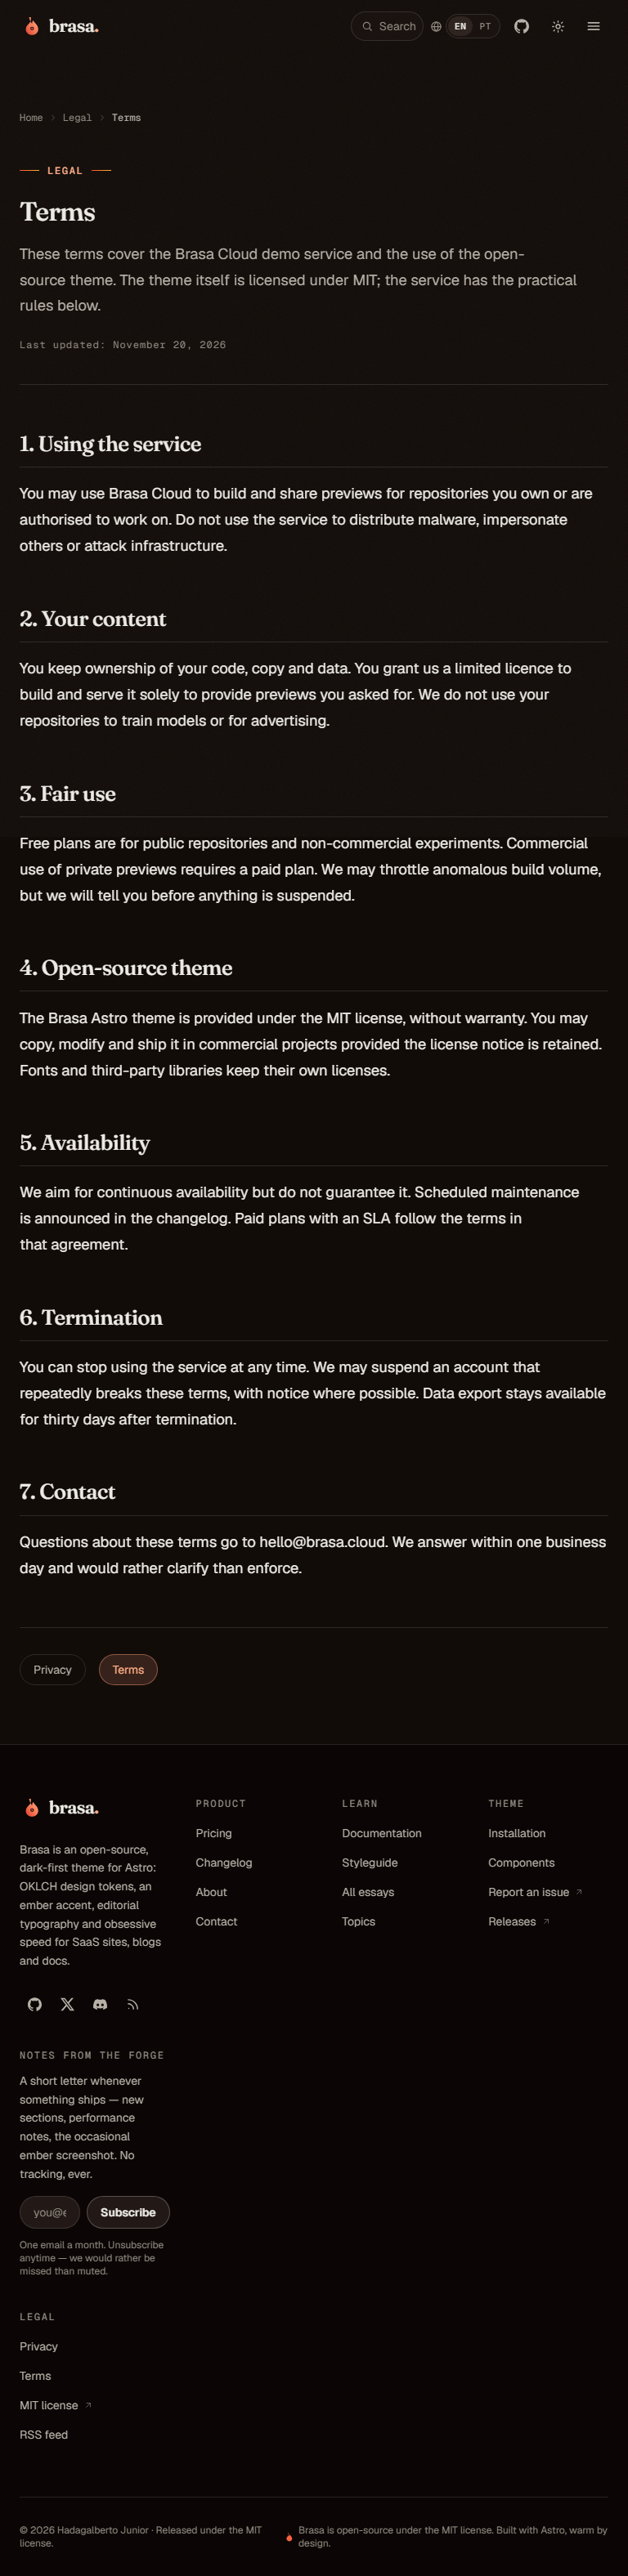 brasa.
Search
EN PT
Home > Legal > Terms
LEGAL
Terms
These terms cover the Brasa Cloud demo service and the use of the open-
source theme. The theme itself is licensed under MIT; the service has the practical
rules below.
Last updated: November 20, 2026
1. Using the service
You may use Brasa Cloud to build and share previews for repositories you own or are
authorised to work on. Do not use the service to distribute malware, impersonate
others or attack infrastructure.
2. Your content
You keep ownership of your code, copy and data. You grant us a limited licence to
build and serve it solely to provide previews you asked for. We do not use your
repositories to train models or for advertising.
3. Fair use
Free plans are for public repositories and non-commercial experiments. Commercial
use of private previews requires a paid plan. We may throttle anomalous build volume,
but we will tell you before anything is suspended.
4. Open-source theme
The Brasa Astro theme is provided under the MIT license, without warranty. You may
copy, modify and ship it in commercial projects provided the license notice is retained.
Fonts and third-party libraries keep their own licenses.
5. Availability
We aim for continuous availability but do not guarantee it. Scheduled maintenance
is announced in the changelog. Paid plans with an SLA follow the terms in
that agreement.
6. Termination
You can stop using the service at any time. We may suspend an account that
repeatedly breaks these terms, with notice where possible. Data export stays available
for thirty days after termination.
7. Contact
Questions about these terms go to hello@brasa.cloud. We answer within one business
day and would rather clarify than enforce.
Privacy
Terms
brasa.
Brasa is an open-source,
dark-first theme for Astro:
OKLCH design tokens, an
ember accent, editorial
typography and obsessive
speed for SaaS sites, blogs
and docs.
PRODUCT
Pricing
Changelog
About
Contact
LEARN
Documentation
Styleguide
All essays
Topics
THEME
Installation
Components
Report an issue ↗
Releases ↗
NOTES FROM THE FORGE
A short letter whenever
something ships — new
sections, performance
notes, the occasional
ember screenshot. No
tracking, ever.
you@e
Subscribe
One email a month. Unsubscribe
anytime — we would rather be
missed than muted.
LEGAL
Privacy
Terms
MIT license ↗
RSS feed
© 2026 Hadagalberto Junior · Released under the MIT
license.
Brasa is open-source under the MIT license. Built with Astro, warm by
design.